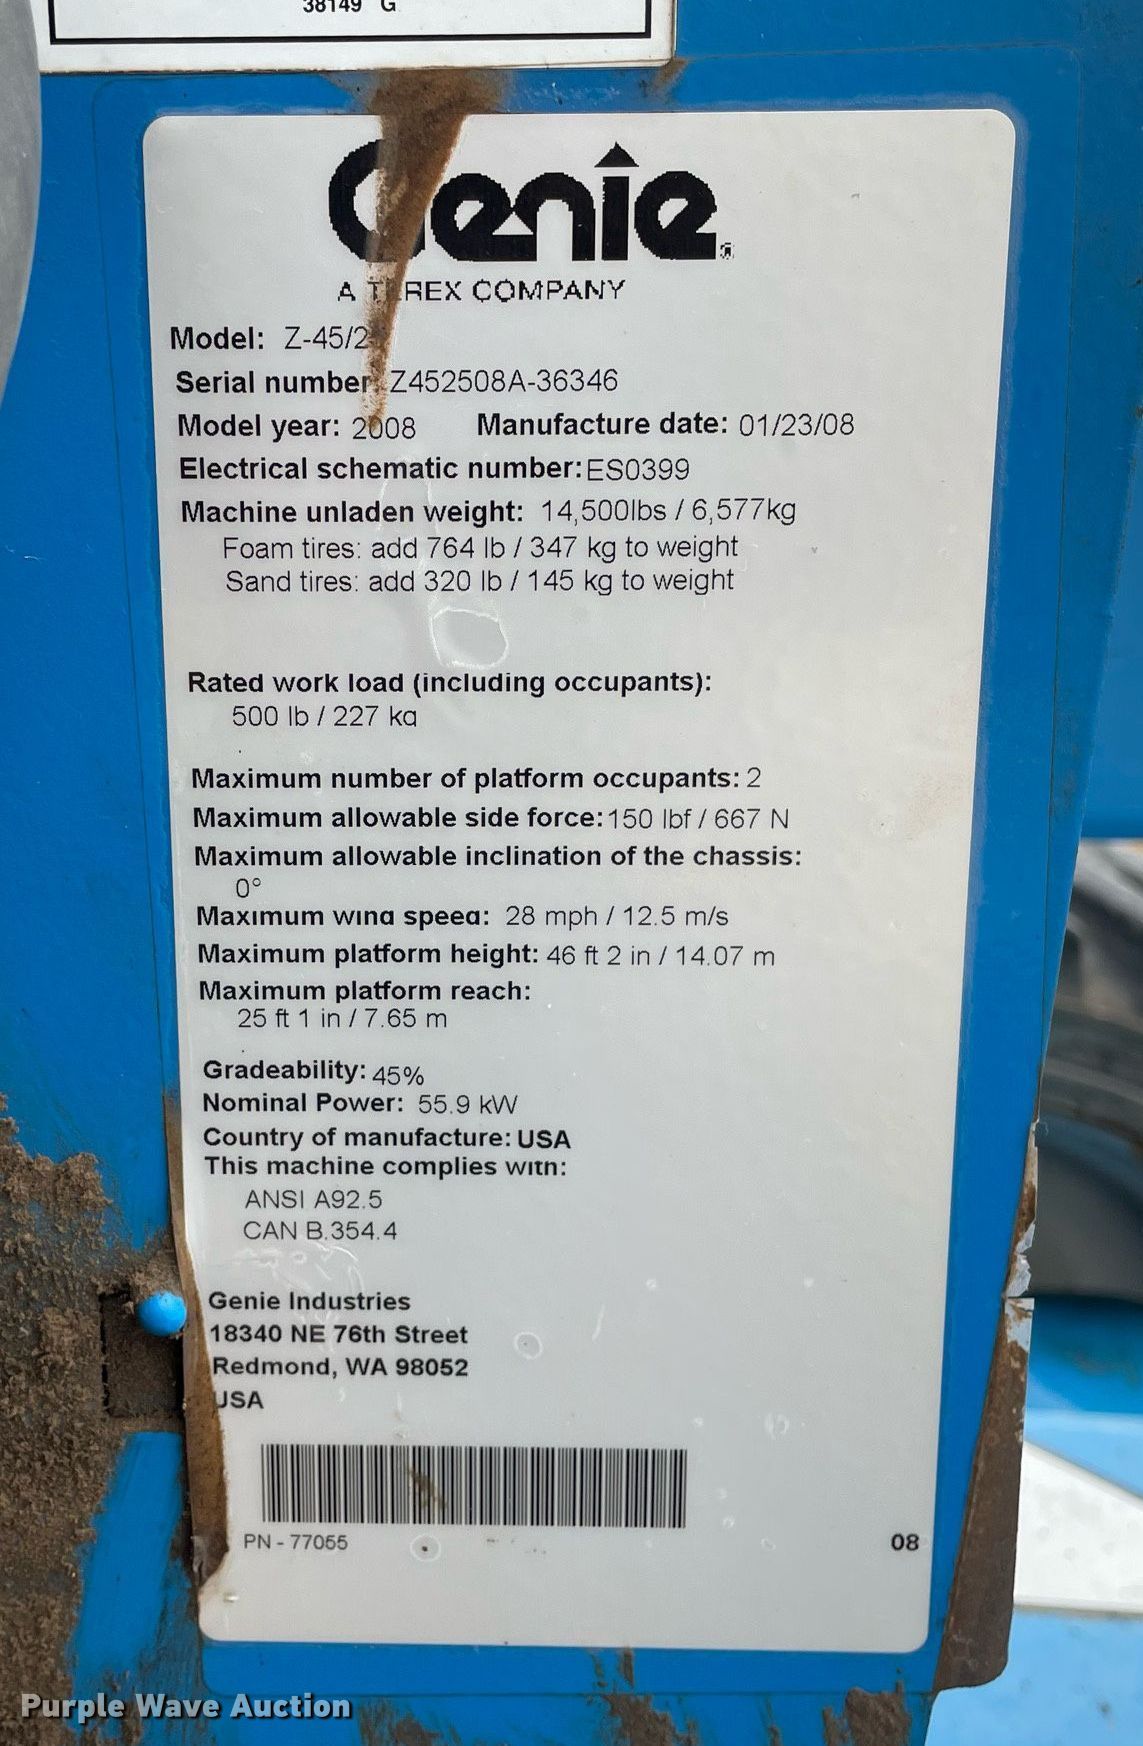 38149 G
Genie
A TEREX COMPANY
Model: Z-45/2
Serial number: Z452508A-36346
Model year: 2008 Manufacture date: 01/23/08
Electrical schematic number: ES0399
Machine unladen weight: 14,500lbs / 6,577kg
Foam tires: add 764 lb / 347 kg to weight
Sand tires: add 320 lb / 145 kg to weight
Rated work load (including occupants):
500 lb / 227 kg
Maximum number of platform occupants: 2
Maximum allowable side force: 150 lbf / 667 N
Maximum allowable inclination of the chassis:
0°
Maximum wind speed: 28 mph / 12.5 m/s
Maximum platform height: 46 ft 2 in / 14.07 m
Maximum platform reach:
25 ft 1 in / 7.65 m
Gradeability: 45%
Nominal Power: 55.9 kW
Country of manufacture: USA
This machine complies with:
ANSI A92.5
CAN B.354.4
Genie Industries
18340 NE 76th Street
Redmond, WA 98052
USA
PN - 77055
08
Purple Wave Auction